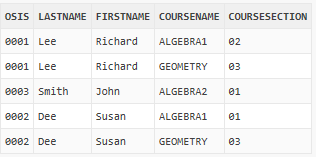 OSIS LASTNAME FIRSTNAME COURSENAME COURSESECTION
0001 Lee Richard ALGEBRA1 02
0001 Lee Richard GEOMETRY 03
0003 Smith John ALGEBRA2 01
0002 Dee Susan ALGEBRA1 01
0002 Dee Susan GEOMETRY 03